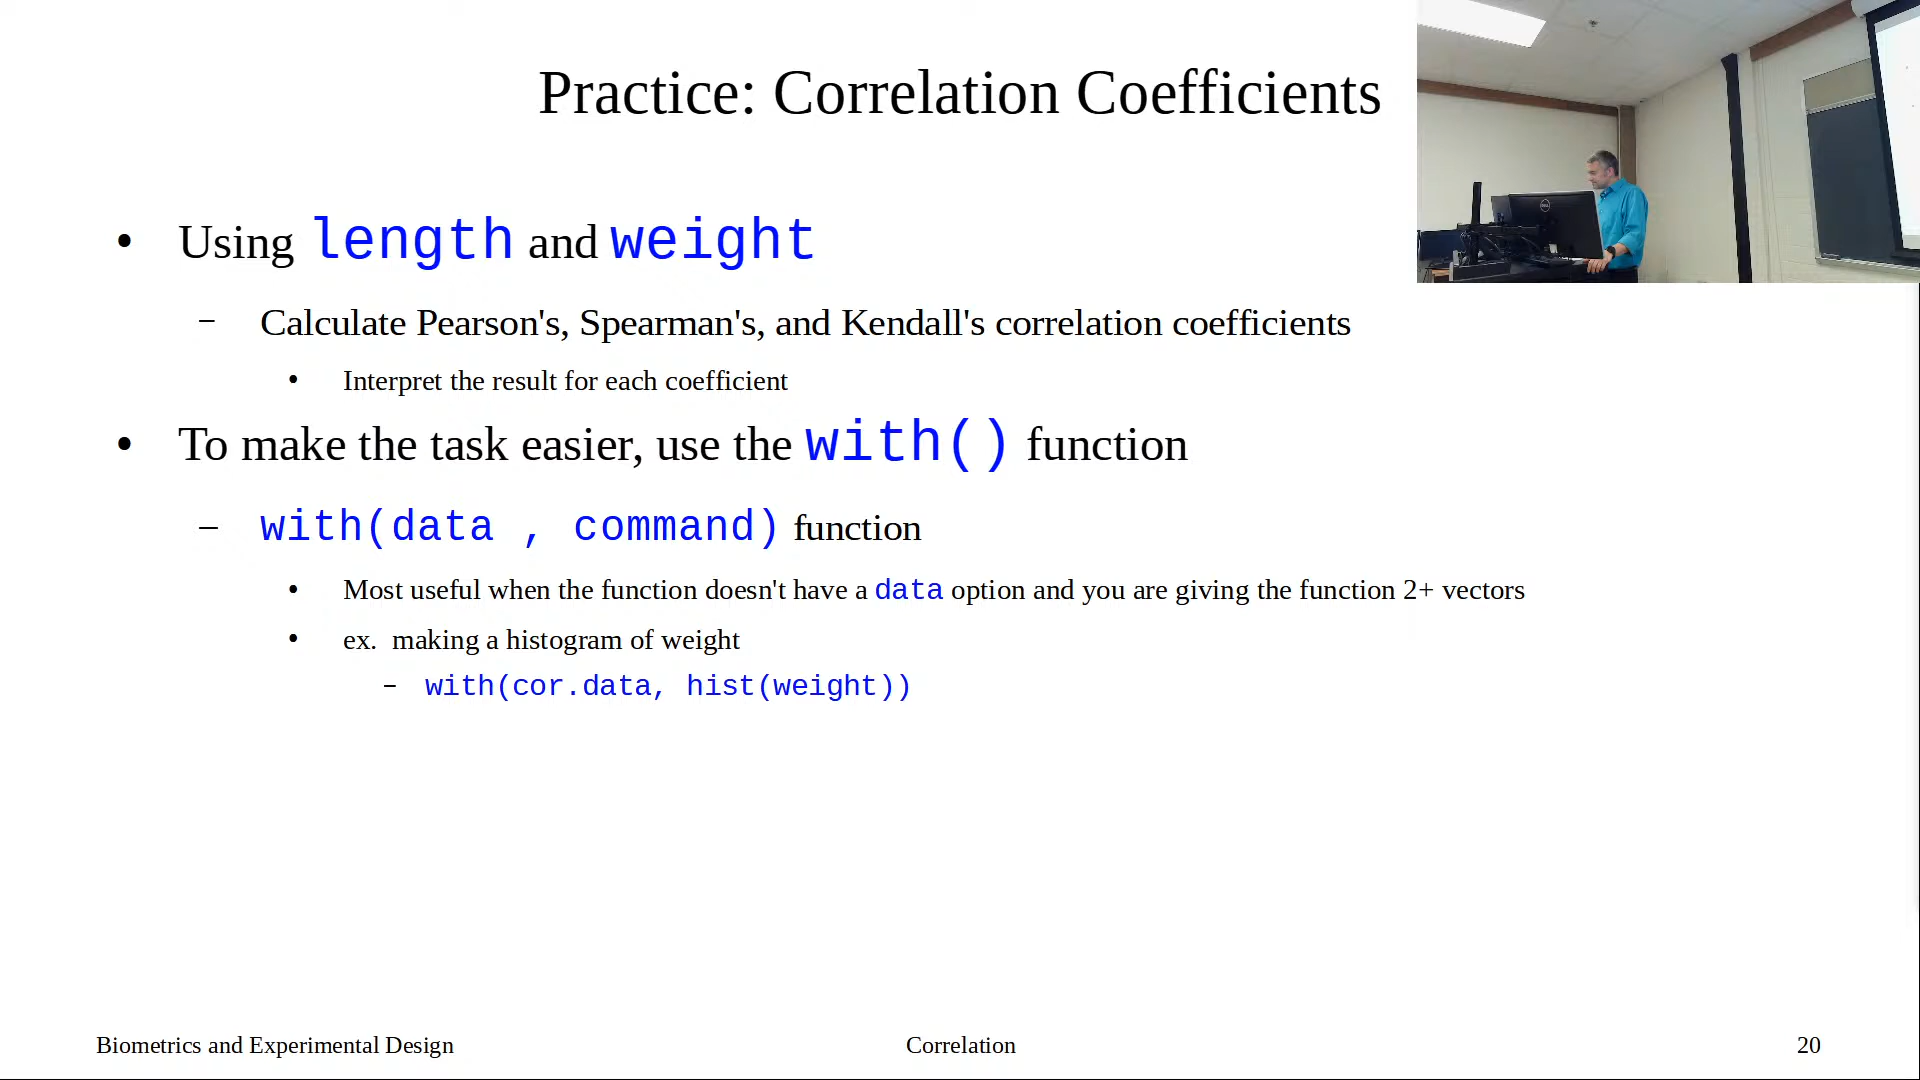 Practice: Correlation Coefficients
• Using length and weight
– Calculate Pearson's, Spearman's, and Kendall's correlation coefficients
• Interpret the result for each coefficient
• To make the task easier, use the with() function
– with(data , command) function
• Most useful when the function doesn't have a data option and you are giving the function 2+ vectors
• ex. making a histogram of weight
– with(cor.data, hist(weight))
Biometrics and Experimental Design
Correlation
20